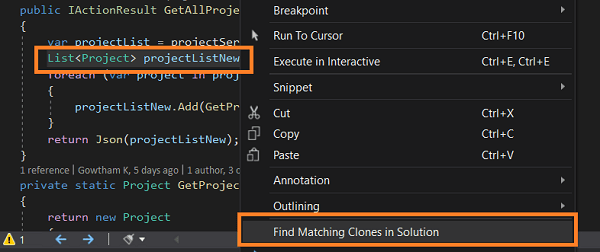 public IActionResult GetAllProje
{
var projectList = projectSer
List<Project> projectListNew
foreach (var project in proj
{
projectListNew.Add(GetPr
}
return Json(projectListNew);
}
1 reference | Gowtham K, 5 days ago | 1 author, 3 c
private static Project GetProjec
{
return new Project
{
1
Breakpoint
Run To Cursor Ctrl+F10
Execute in Interactive Ctrl+E, Ctrl+E
Snippet
Cut Ctrl+X
Copy Ctrl+C
Paste Ctrl+V
Annotation
Outlining
Find Matching Clones in Solution